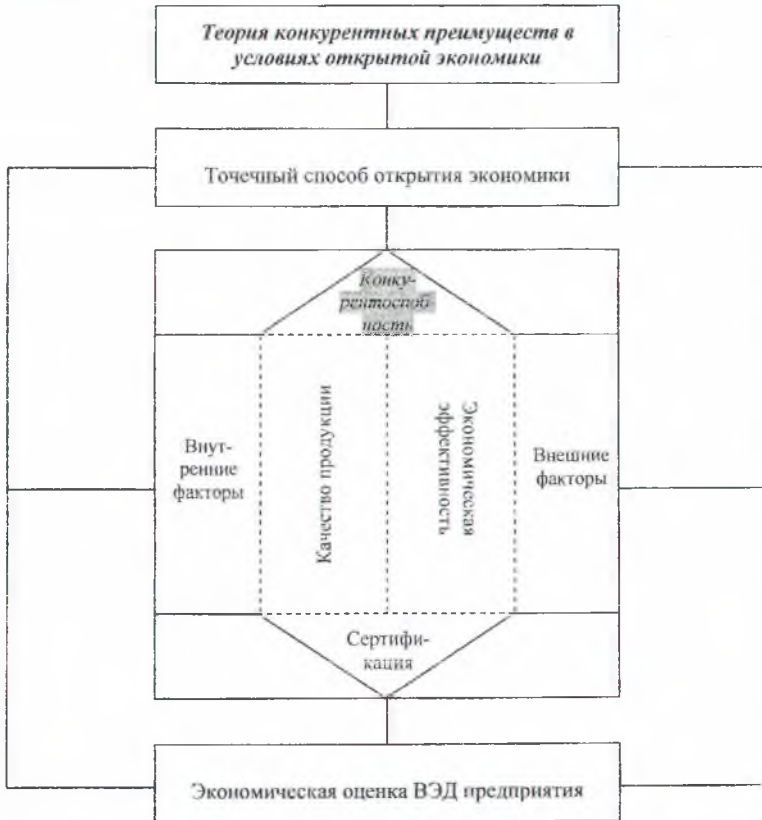 Теория конкурентных преимуществ в
условиях открытой экономики
Точечный способ открытия экономики
Конку-
рентоспоб
ность
Внут-
ренние
факторы
Качество продукции
Экономическая
эффективность
Внешние
факторы
Сертифи-
кация
Экономическая оценка ВЭД предприятия